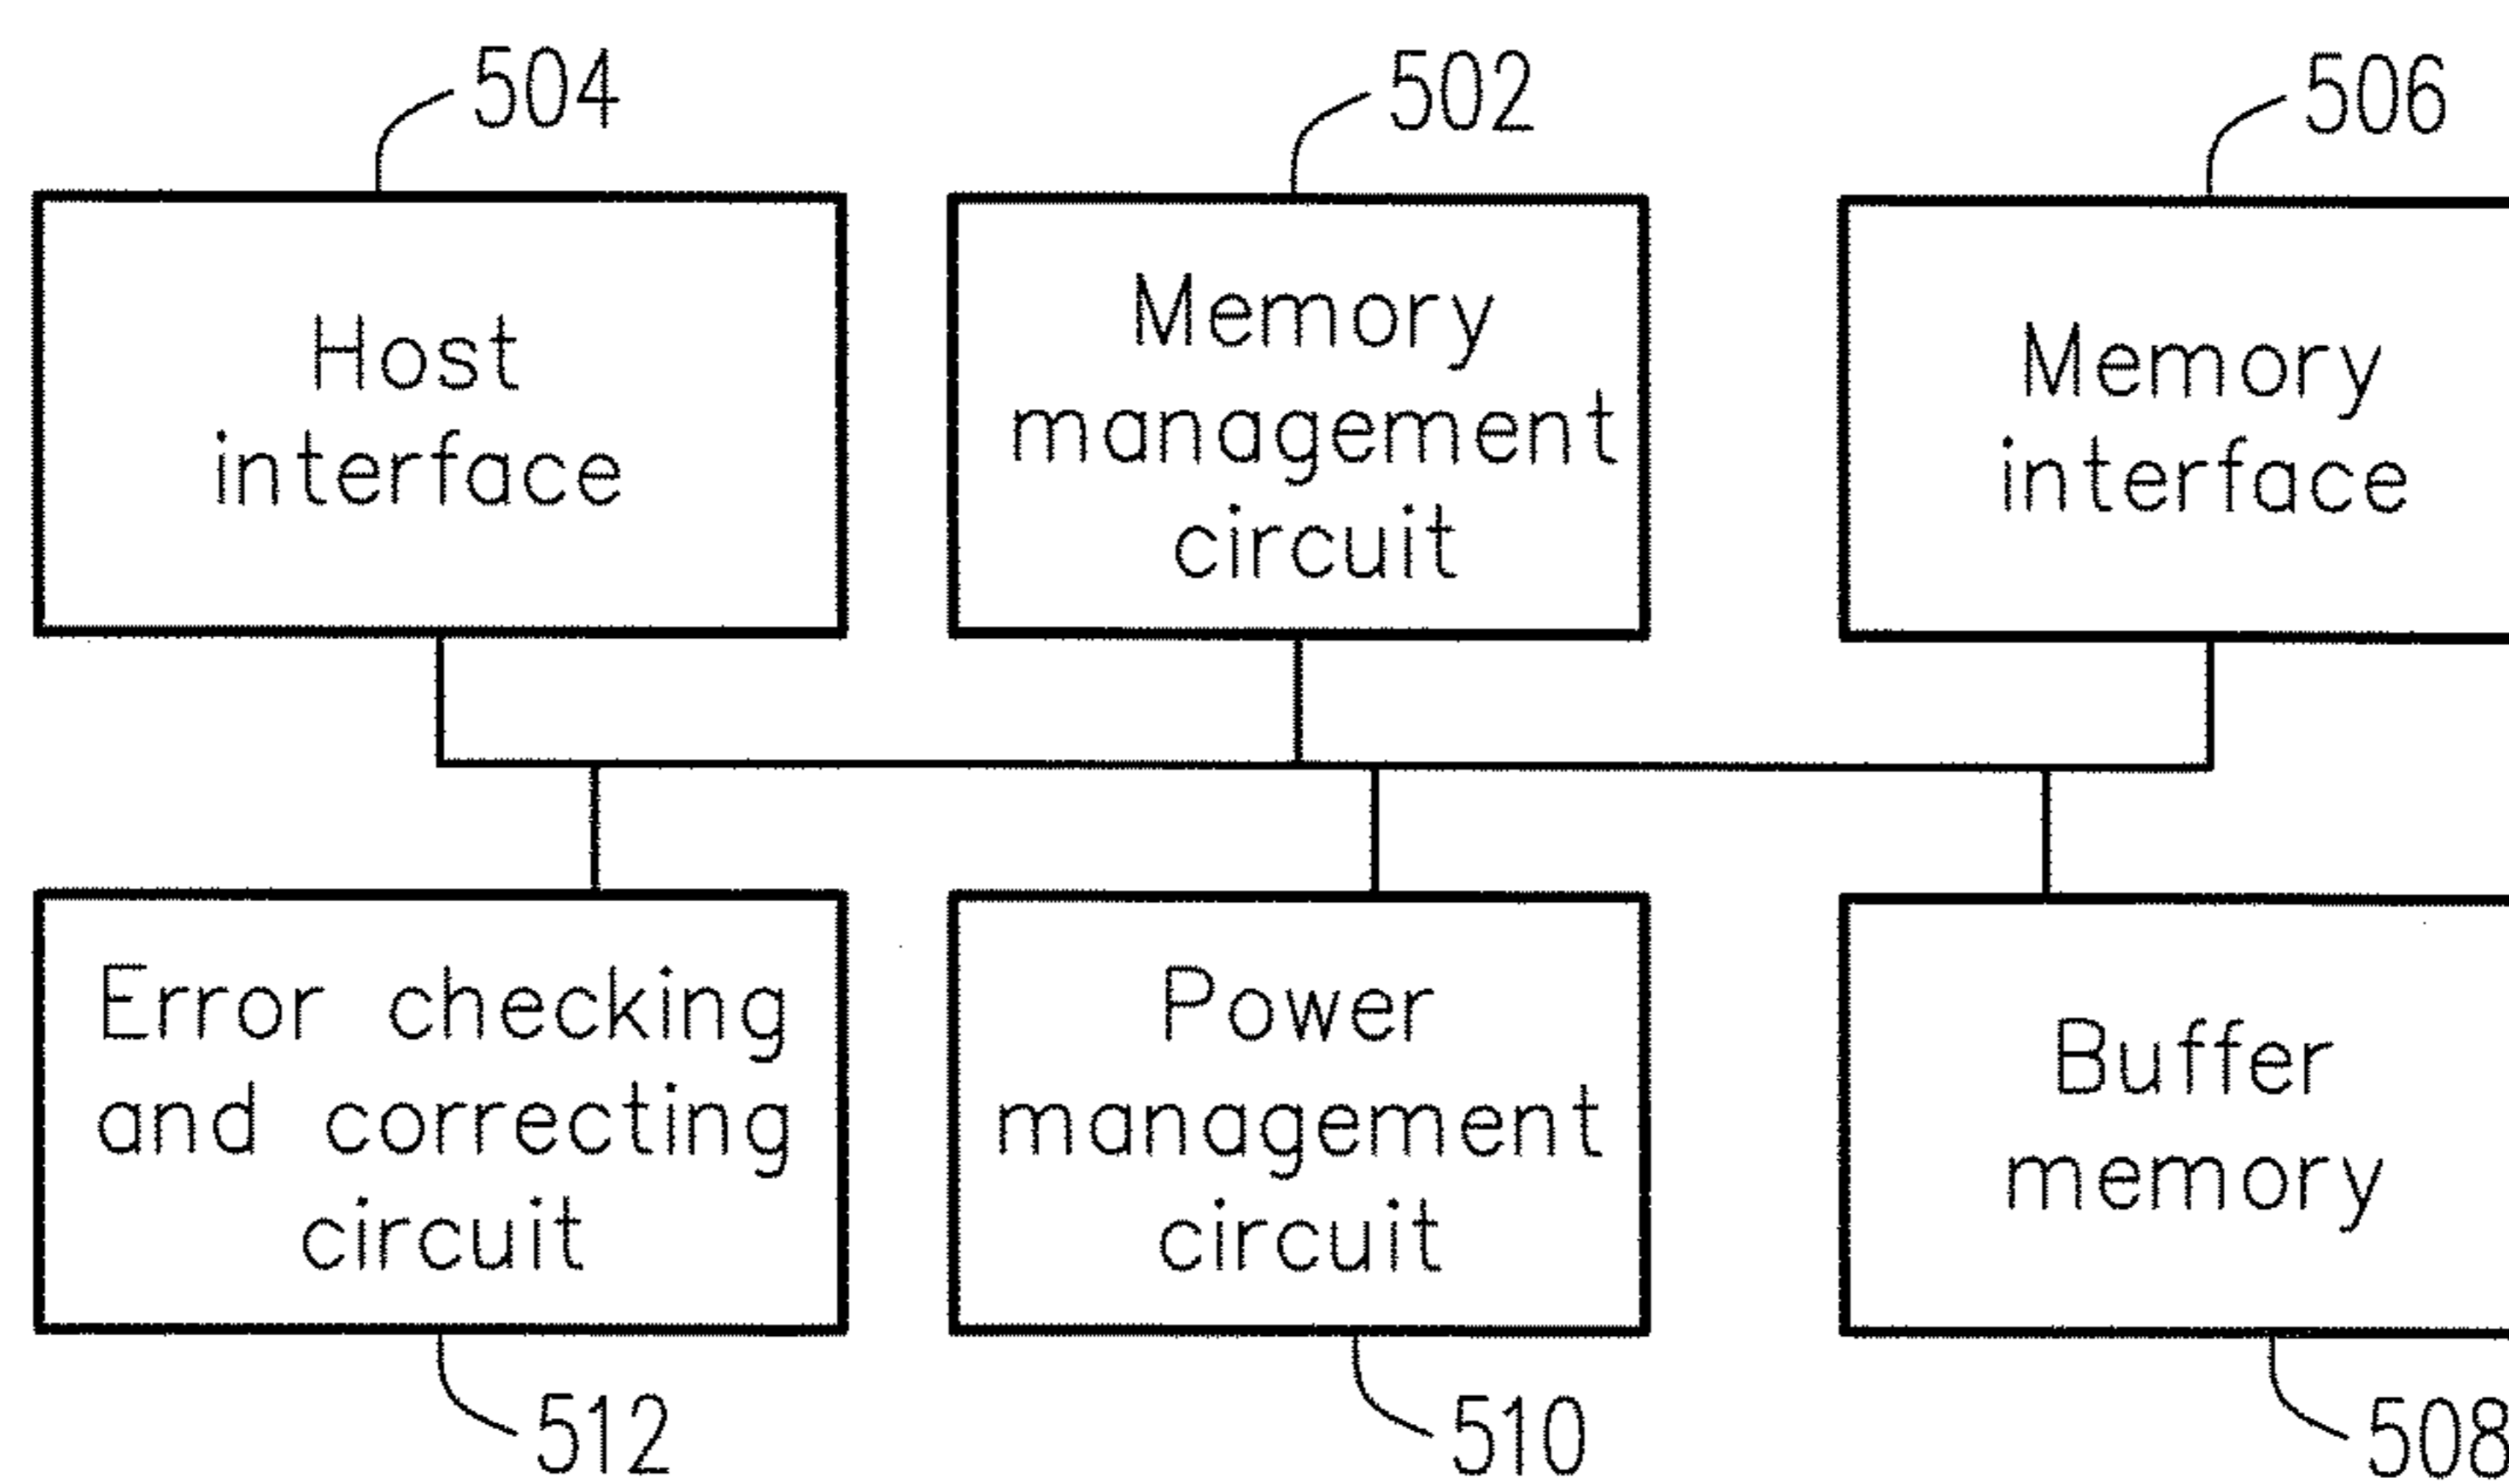 504
502
506
Host
interface
Memory
management
circuit
Memory
interface
Error checking
and correcting
circuit
Power
management
circuit
Buffer
memory
512
510
508